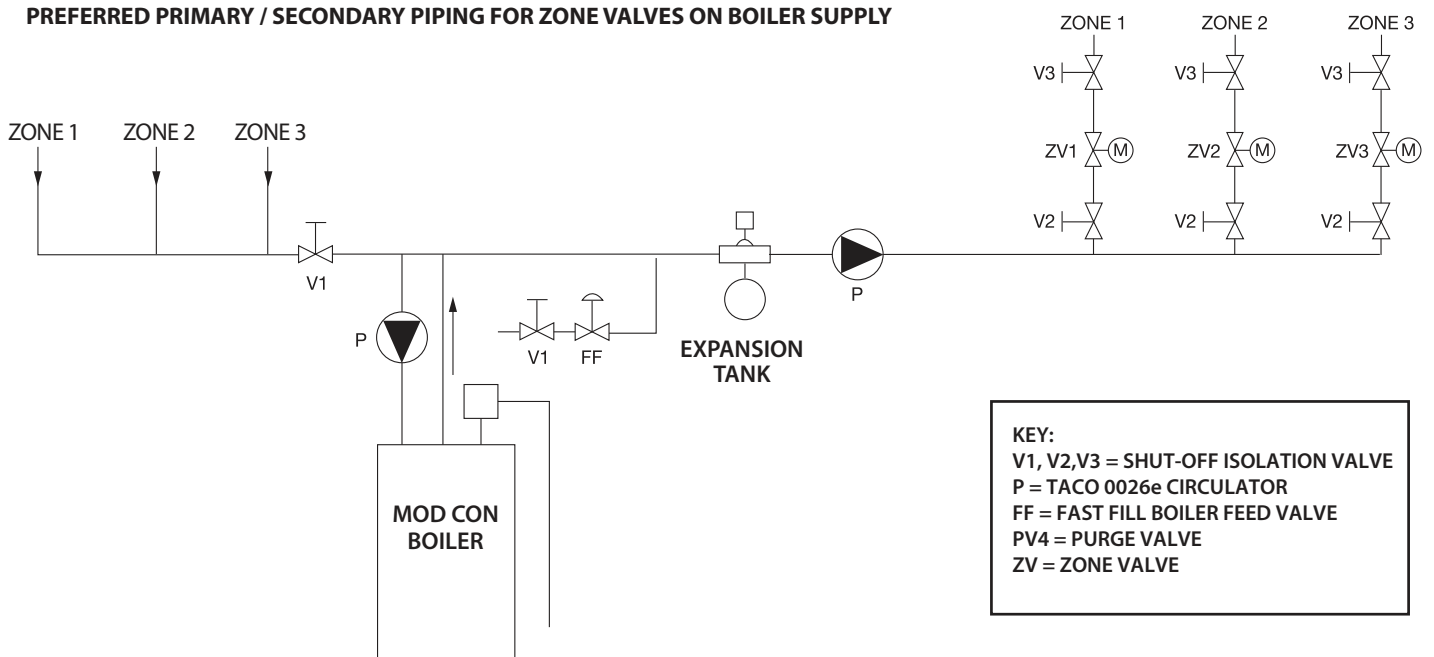 PREFERRED PRIMARY / SECONDARY PIPING FOR ZONE VALVES ON BOILER SUPPLY
ZONE 1 ZONE 2 ZONE 3
V3 V3 V3
ZONE 1 ZONE 2 ZONE 3
ZV1 M ZV2 M ZV3 M
V2 V2 V2
V1
P
P
V1 FF
EXPANSION
TANK
MOD CON
BOILER
KEY:
V1, V2,V3 = SHUT-OFF ISOLATION VALVE
P = TACO 0026e CIRCULATOR
FF = FAST FILL BOILER FEED VALVE
PV4 = PURGE VALVE
ZV = ZONE VALVE